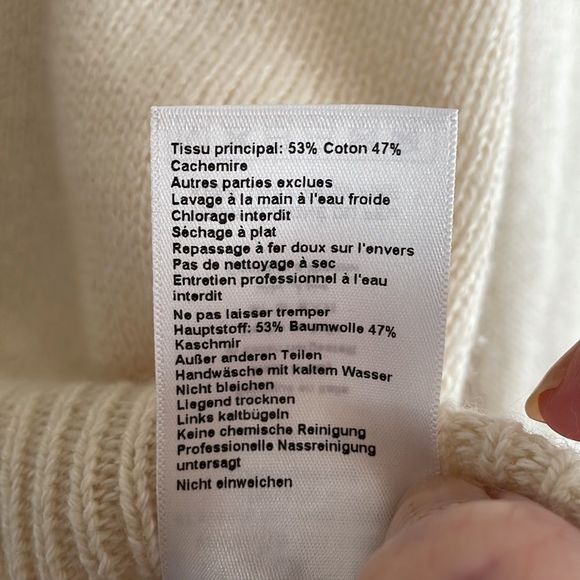 Tissu principal: 53% Coton 47%
Cachemire
Autres parties exclues
Lavage à la main à l'eau froide
Chlorage interdit
Séchage à plat
Repassage à fer doux sur l'envers
Pas de nettoyage à sec
Entretien professionnel à l'eau
interdit
Ne pas laisser tremper
Hauptstoff: 53% Baumwolle 47%
Kaschmir
Außer anderen Teilen
Handwäsche mit kaltem Wasser
Nicht bleichen
Liegend trocknen
Links kaltbügeln
Keine chemische Reinigung
Professionelle Nassreinigung
untersagt
Nicht einweichen